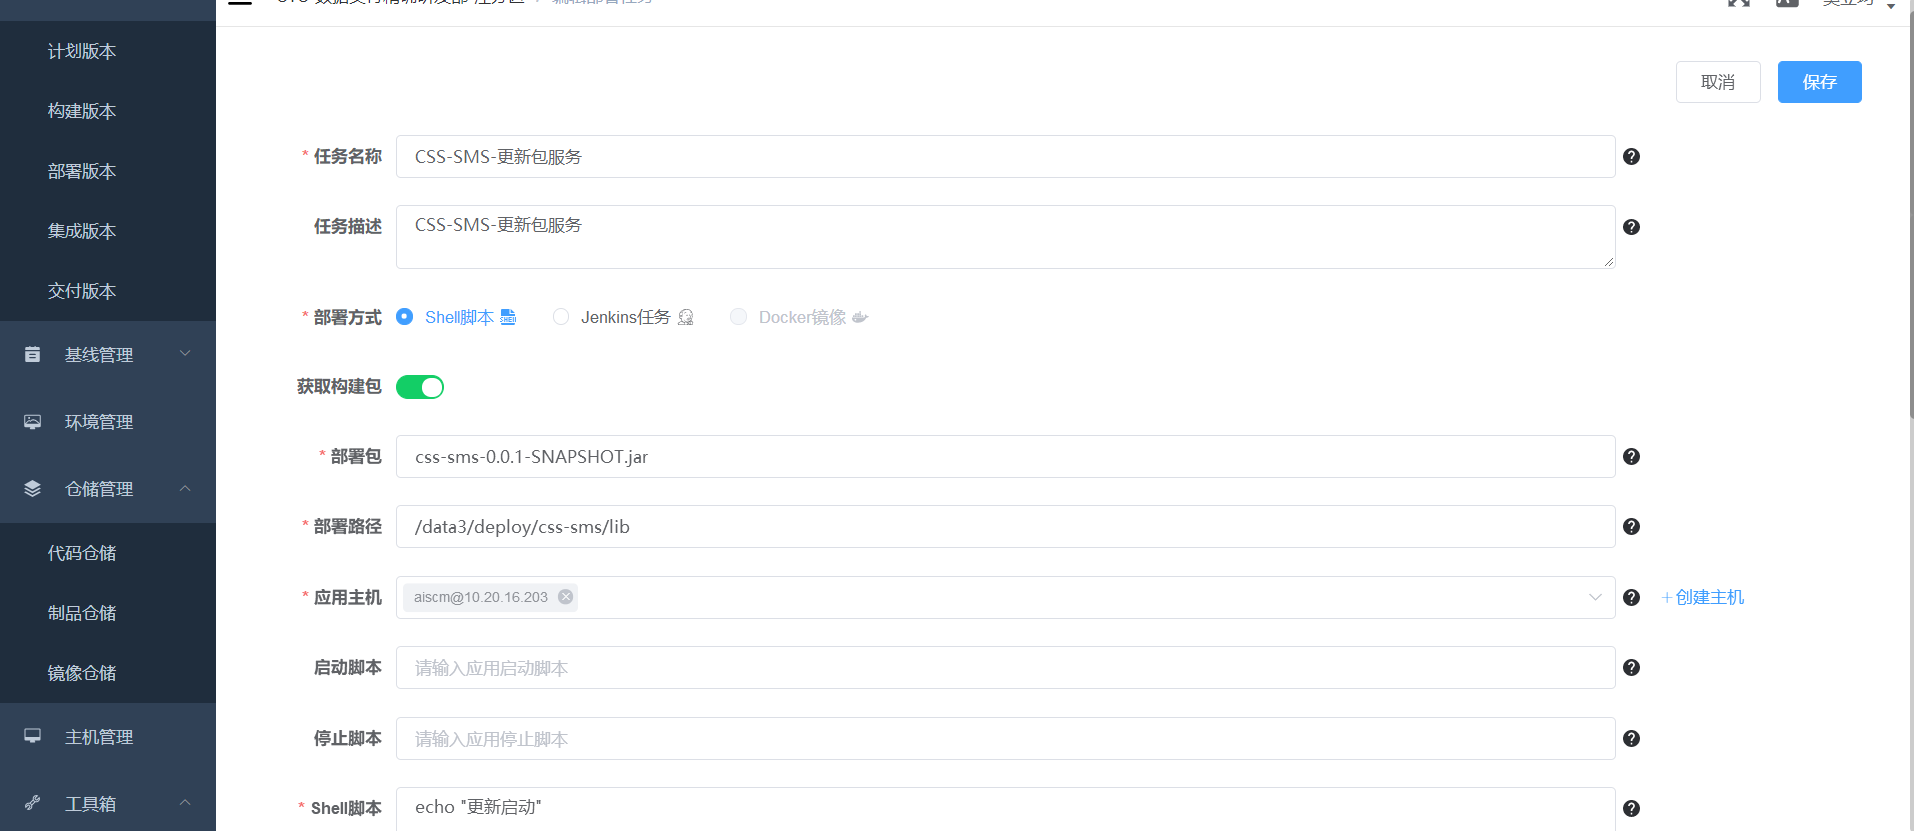 计划版本
构建版本
部署版本
集成版本
交付版本
基线管理
环境管理
仓储管理
代码仓储
制品仓储
镜像仓储
主机管理
工具箱
取消
保存
* 任务名称
CSS-SMS-更新包服务
任务描述
CSS-SMS-更新包服务
* 部署方式
Shell脚本
Jenkins任务
Docker镜像
获取构建包
* 部署包
css-sms-0.0.1-SNAPSHOT.jar
* 部署路径
/data3/deploy/css-sms/lib
* 应用主机
aiscm@10.20.16.203
+创建主机
启动脚本
请输入应用启动脚本
停止脚本
请输入应用停止脚本
* Shell脚本
echo "更新启动"